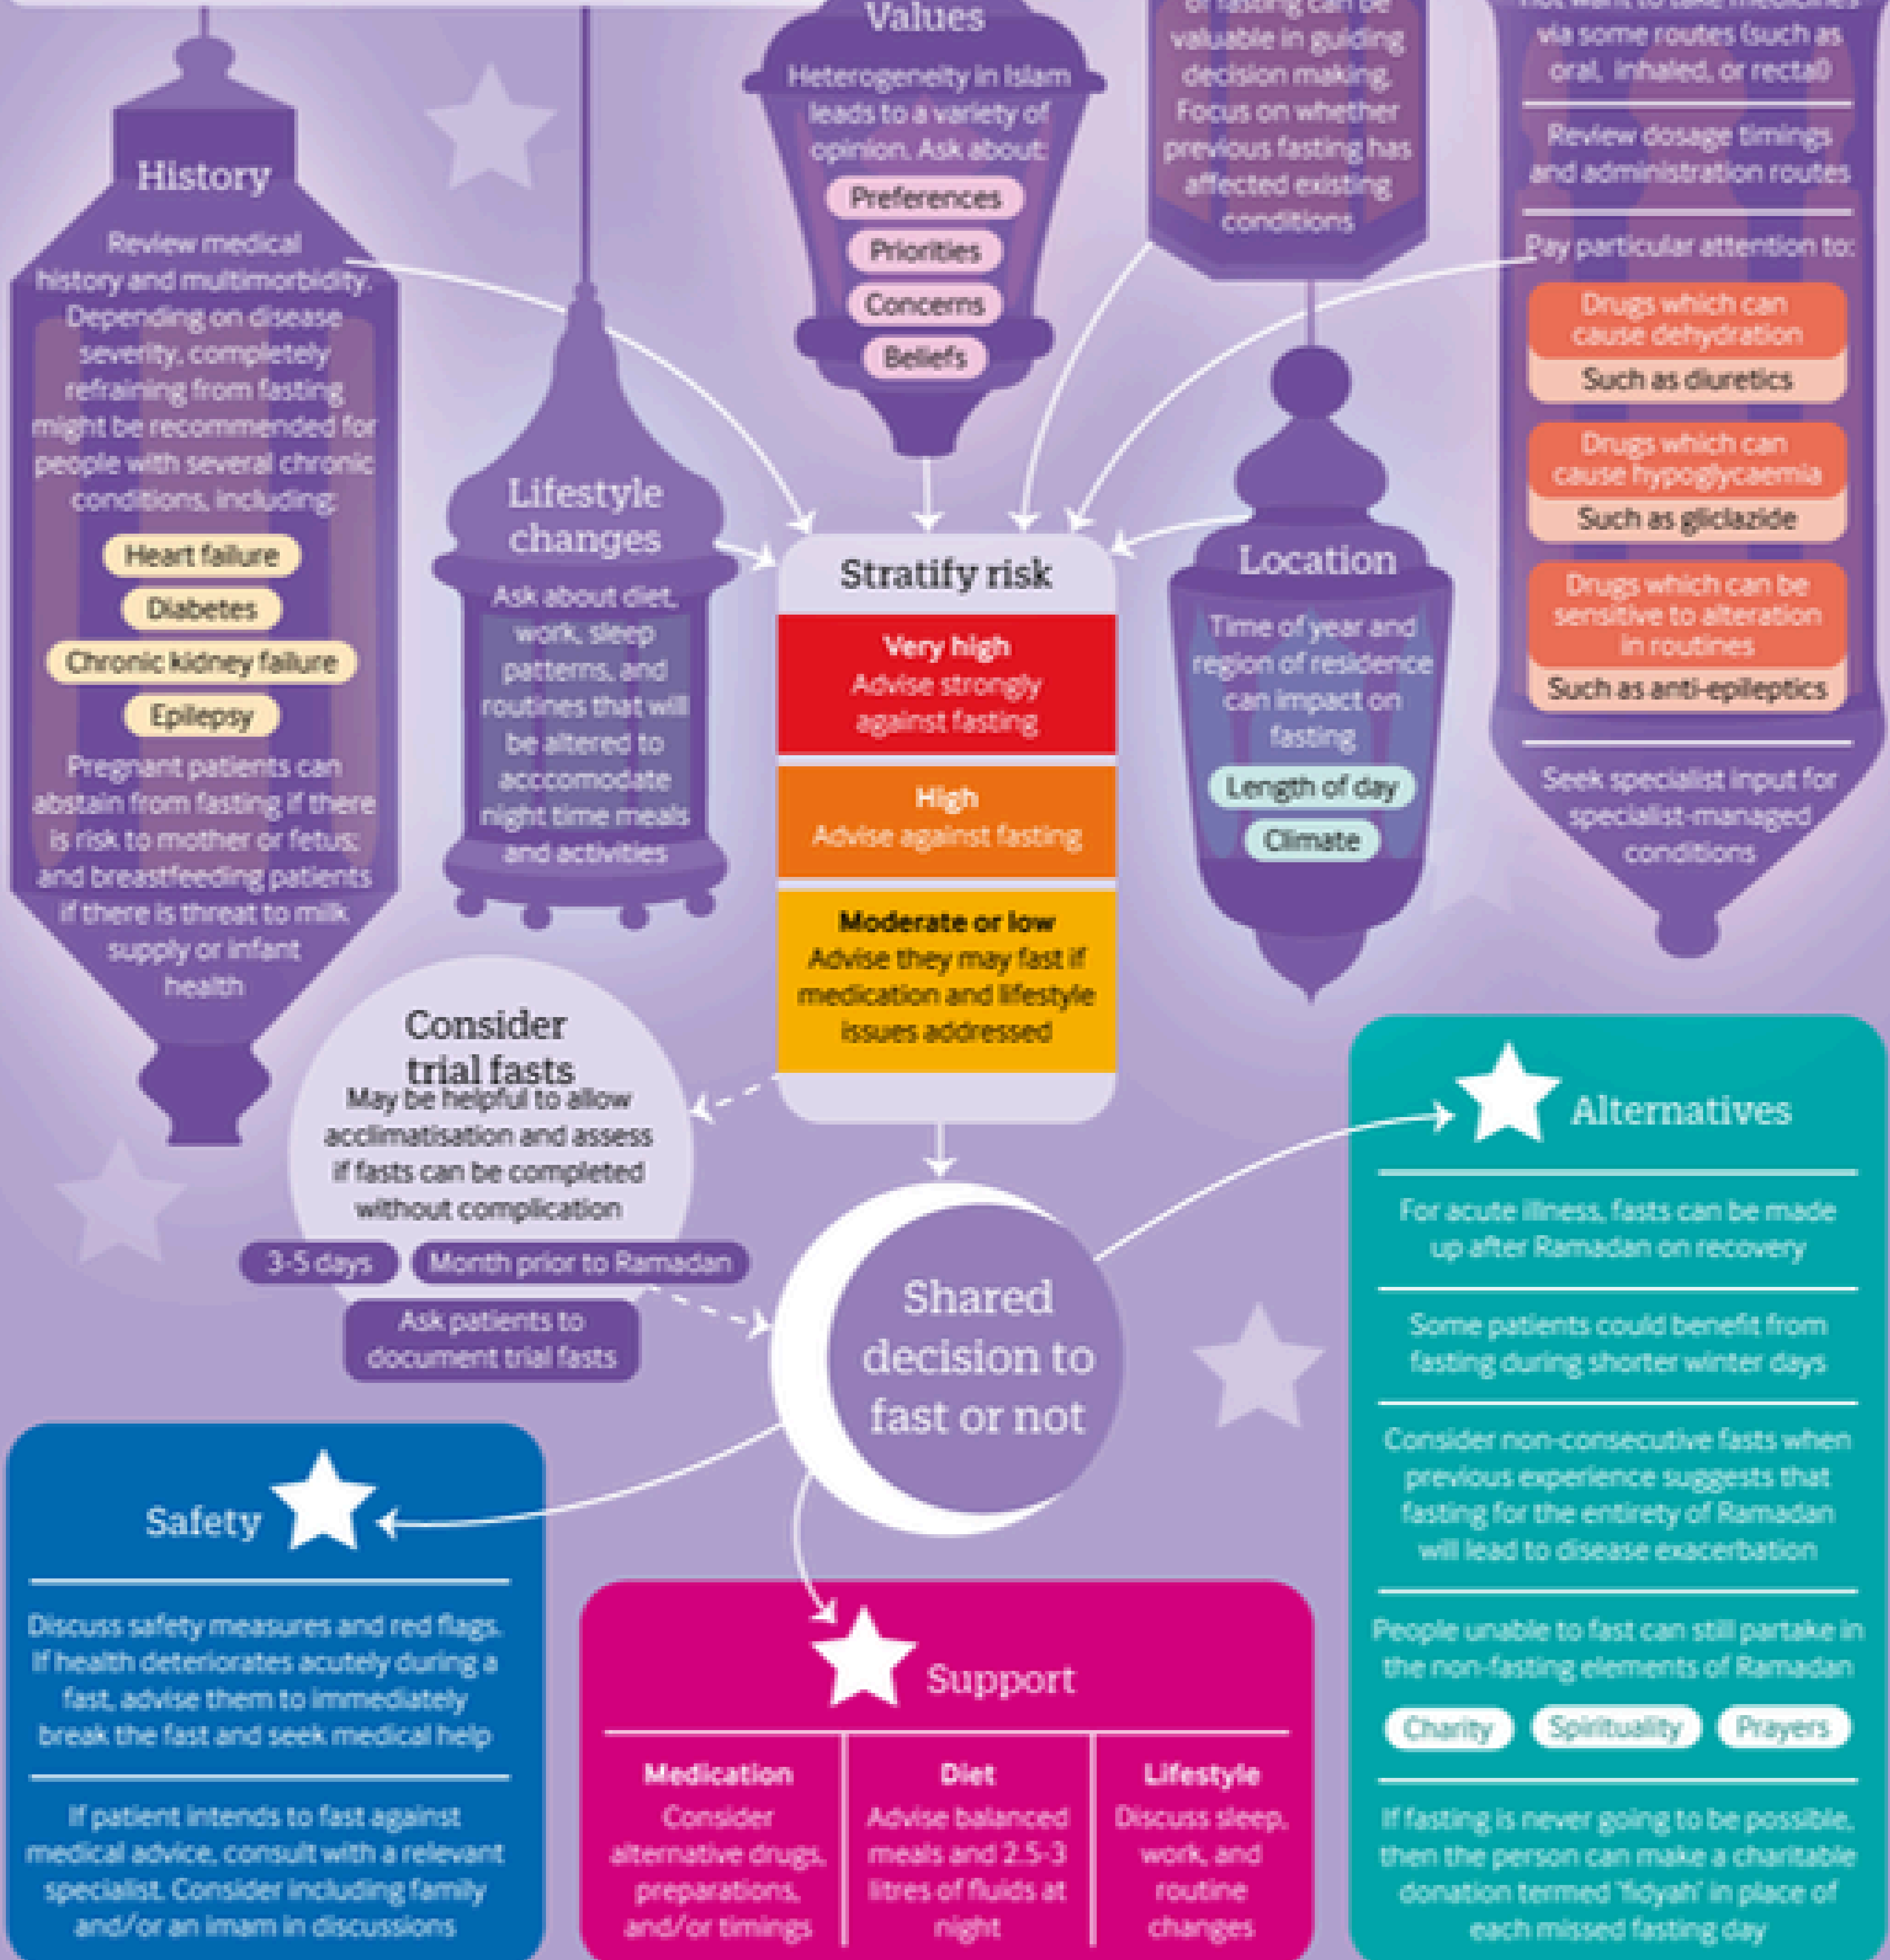 Values
Heterogeneity in Islam
leads to a variety of
opinion. Ask about:
Preferences
Priorities
Concerns
Beliefs
of fasting can be
valuable in guiding
decision making.
Focus on whether
previous fasting has
affected existing
conditions
not want to take medicines
via some routes (such as
oral, inhaled, or rectal)
Review dosage timings
and administration routes
Pay particular attention to:
Drugs which can
cause dehydration
Such as diuretics
Drugs which can
cause hypoglycaemia
Such as gliclazide
Drugs which can be
sensitive to alteration
in routines
Such as anti-epileptics
Seek specialist input for
specialist-managed
conditions
History
Review medical
history and multimorbidity.
Depending on disease
severity, completely
refraining from fasting
might be recommended for
people with several chronic
conditions, including:
Heart failure
Diabetes
Chronic kidney failure
Epilepsy
Pregnant patients can
abstain from fasting if there
is risk to mother or fetus;
and breastfeeding patients
if there is threat to milk
supply or infant
health
Lifestyle
changes
Ask about diet,
work, sleep
patterns, and
routines that will
be altered to
acccomodate
night time meals
and activities
Stratify risk
Very high
Advise strongly
against fasting
High
Advise against fasting
Moderate or low
Advise they may fast if
medication and lifestyle
issues addressed
Location
Time of year and
region of residence
can impact on
fasting
Length of day
Climate
Consider
trial fasts
May be helpful to allow
acclimatisation and assess
if fasts can be completed
without complication
3-5 days
Month prior to Ramadan
Ask patients to
document trial fasts
Shared
decision to
fast or not
Alternatives
For acute illness, fasts can be made
up after Ramadan on recovery
Some patients could benefit from
fasting during shorter winter days
Consider non-consecutive fasts when
previous experience suggests that
fasting for the entirety of Ramadan
will lead to disease exacerbation
People unable to fast can still partake in
the non-fasting elements of Ramadan
Charity
Spirituality
Prayers
If fasting is never going to be possible,
then the person can make a charitable
donation termed 'fidyah' in place of
each missed fasting day
Safety
Discuss safety measures and red flags.
If health deteriorates acutely during a
fast, advise them to immediately
break the fast and seek medical help
If patient intends to fast against
medical advice, consult with a relevant
specialist. Consider including family
and/or an imam in discussions
Support
Medication
Consider
alternative drugs,
preparations,
and/or timings
Diet
Advise balanced
meals and 2.5-3
litres of fluids at
night
Lifestyle
Discuss sleep,
work, and
routine
changes